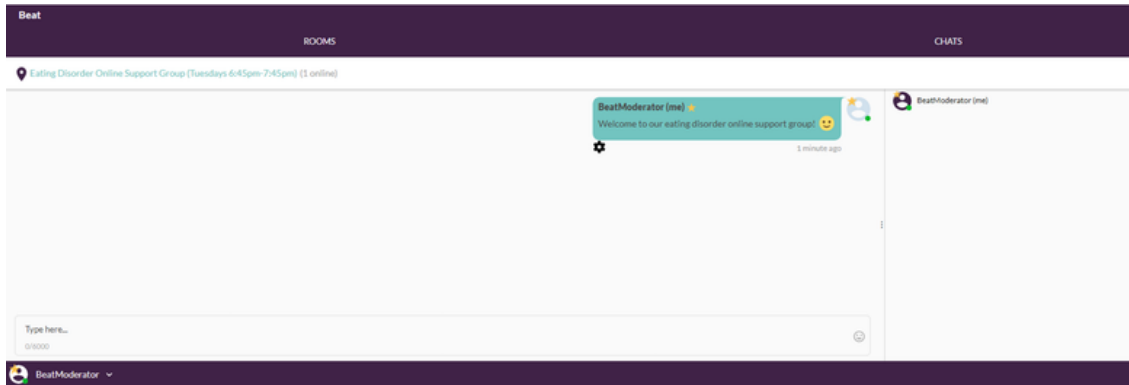 Beat
ROOMS
CHATS
Eating Disorder Online Support Group (Tuesdays 6:45pm-7:45pm) (1 online)
BeatModerator (me)
Welcome to our eating disorder online support group!
1 minute ago
BeatModerator (me)
Type here...
0/6000
BeatModerator